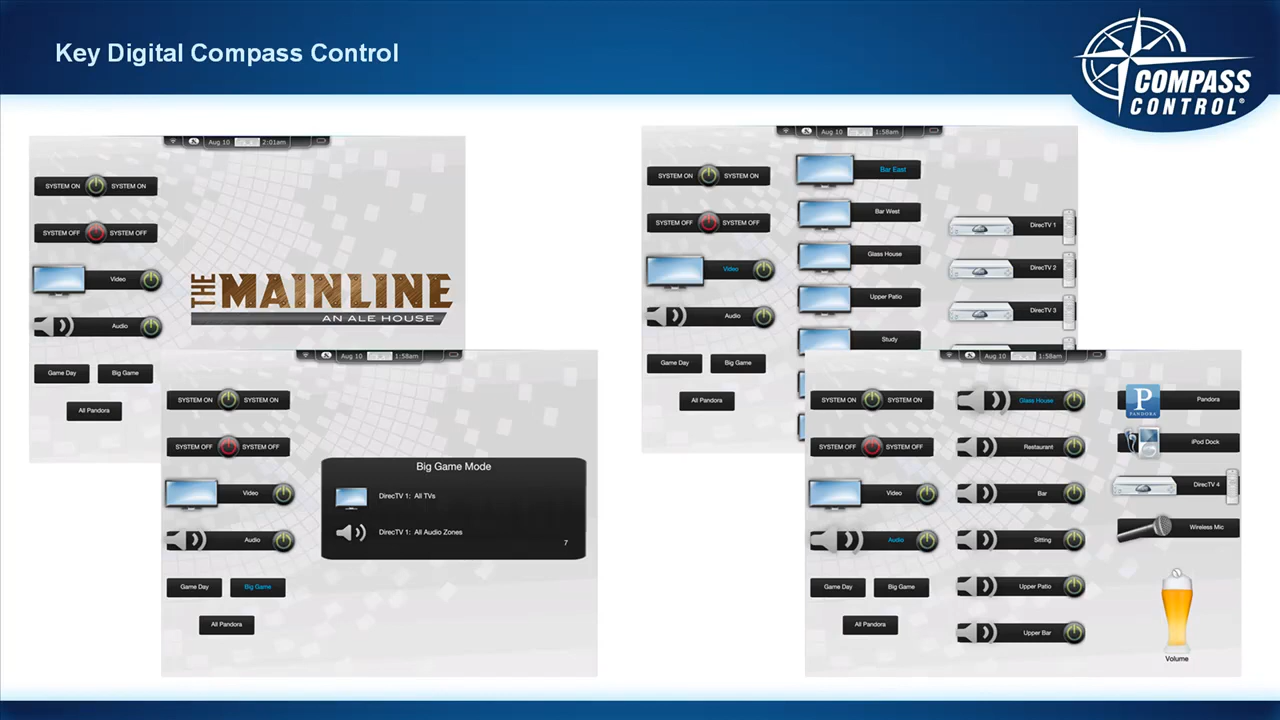 Key Digital Compass Control
COMPASS
CONTROL®
Aug 10 2:01am
SYSTEM ON SYSTEM ON
SYSTEM OFF SYSTEM OFF
Video
Audio
Game Day Big Game
All Pandora
THE MAINLINE
AN ALE HOUSE
Aug 10 1:58am
SYSTEM ON SYSTEM ON
SYSTEM OFF SYSTEM OFF
Video
Audio
Game Day Big Game
All Pandora
Bar East
Bar West
Glass House
Upper Patio
Study
DirecTV 1
DirecTV 2
DirecTV 3
Aug 10 1:58am
SYSTEM ON SYSTEM ON
SYSTEM OFF SYSTEM OFF
Video
Audio
Game Day Big Game
All Pandora
Big Game Mode
DirecTV 1: All TVs
DirecTV 1: All Audio Zones
7
Aug 10 1:58am
SYSTEM ON SYSTEM ON
SYSTEM OFF SYSTEM OFF
Video
Audio
Game Day Big Game
All Pandora
Glass House
Restaurant
Bar
Sitting
Upper Patio
Upper Bar
P
PANDORA
Pandora
iPod Dock
DirecTV 4
Wireless Mic
Volume